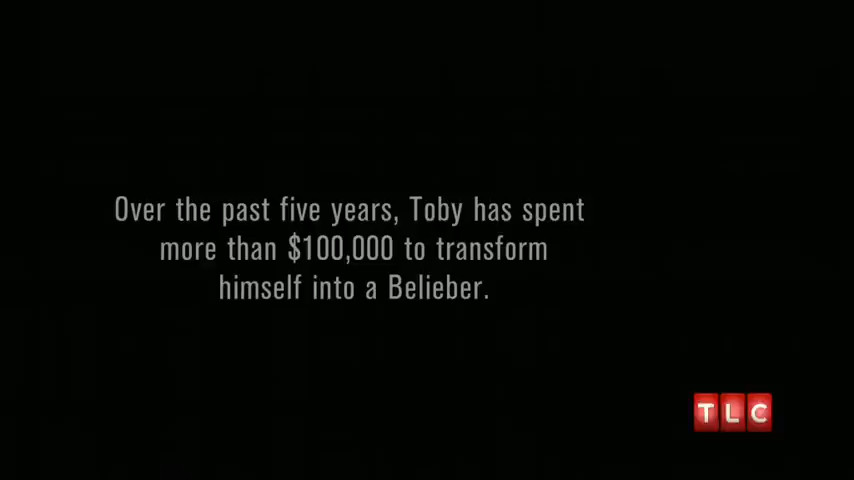 Over the past five years, Toby has spent
more than $100,000 to transform
himself into a Belieber.
TLC